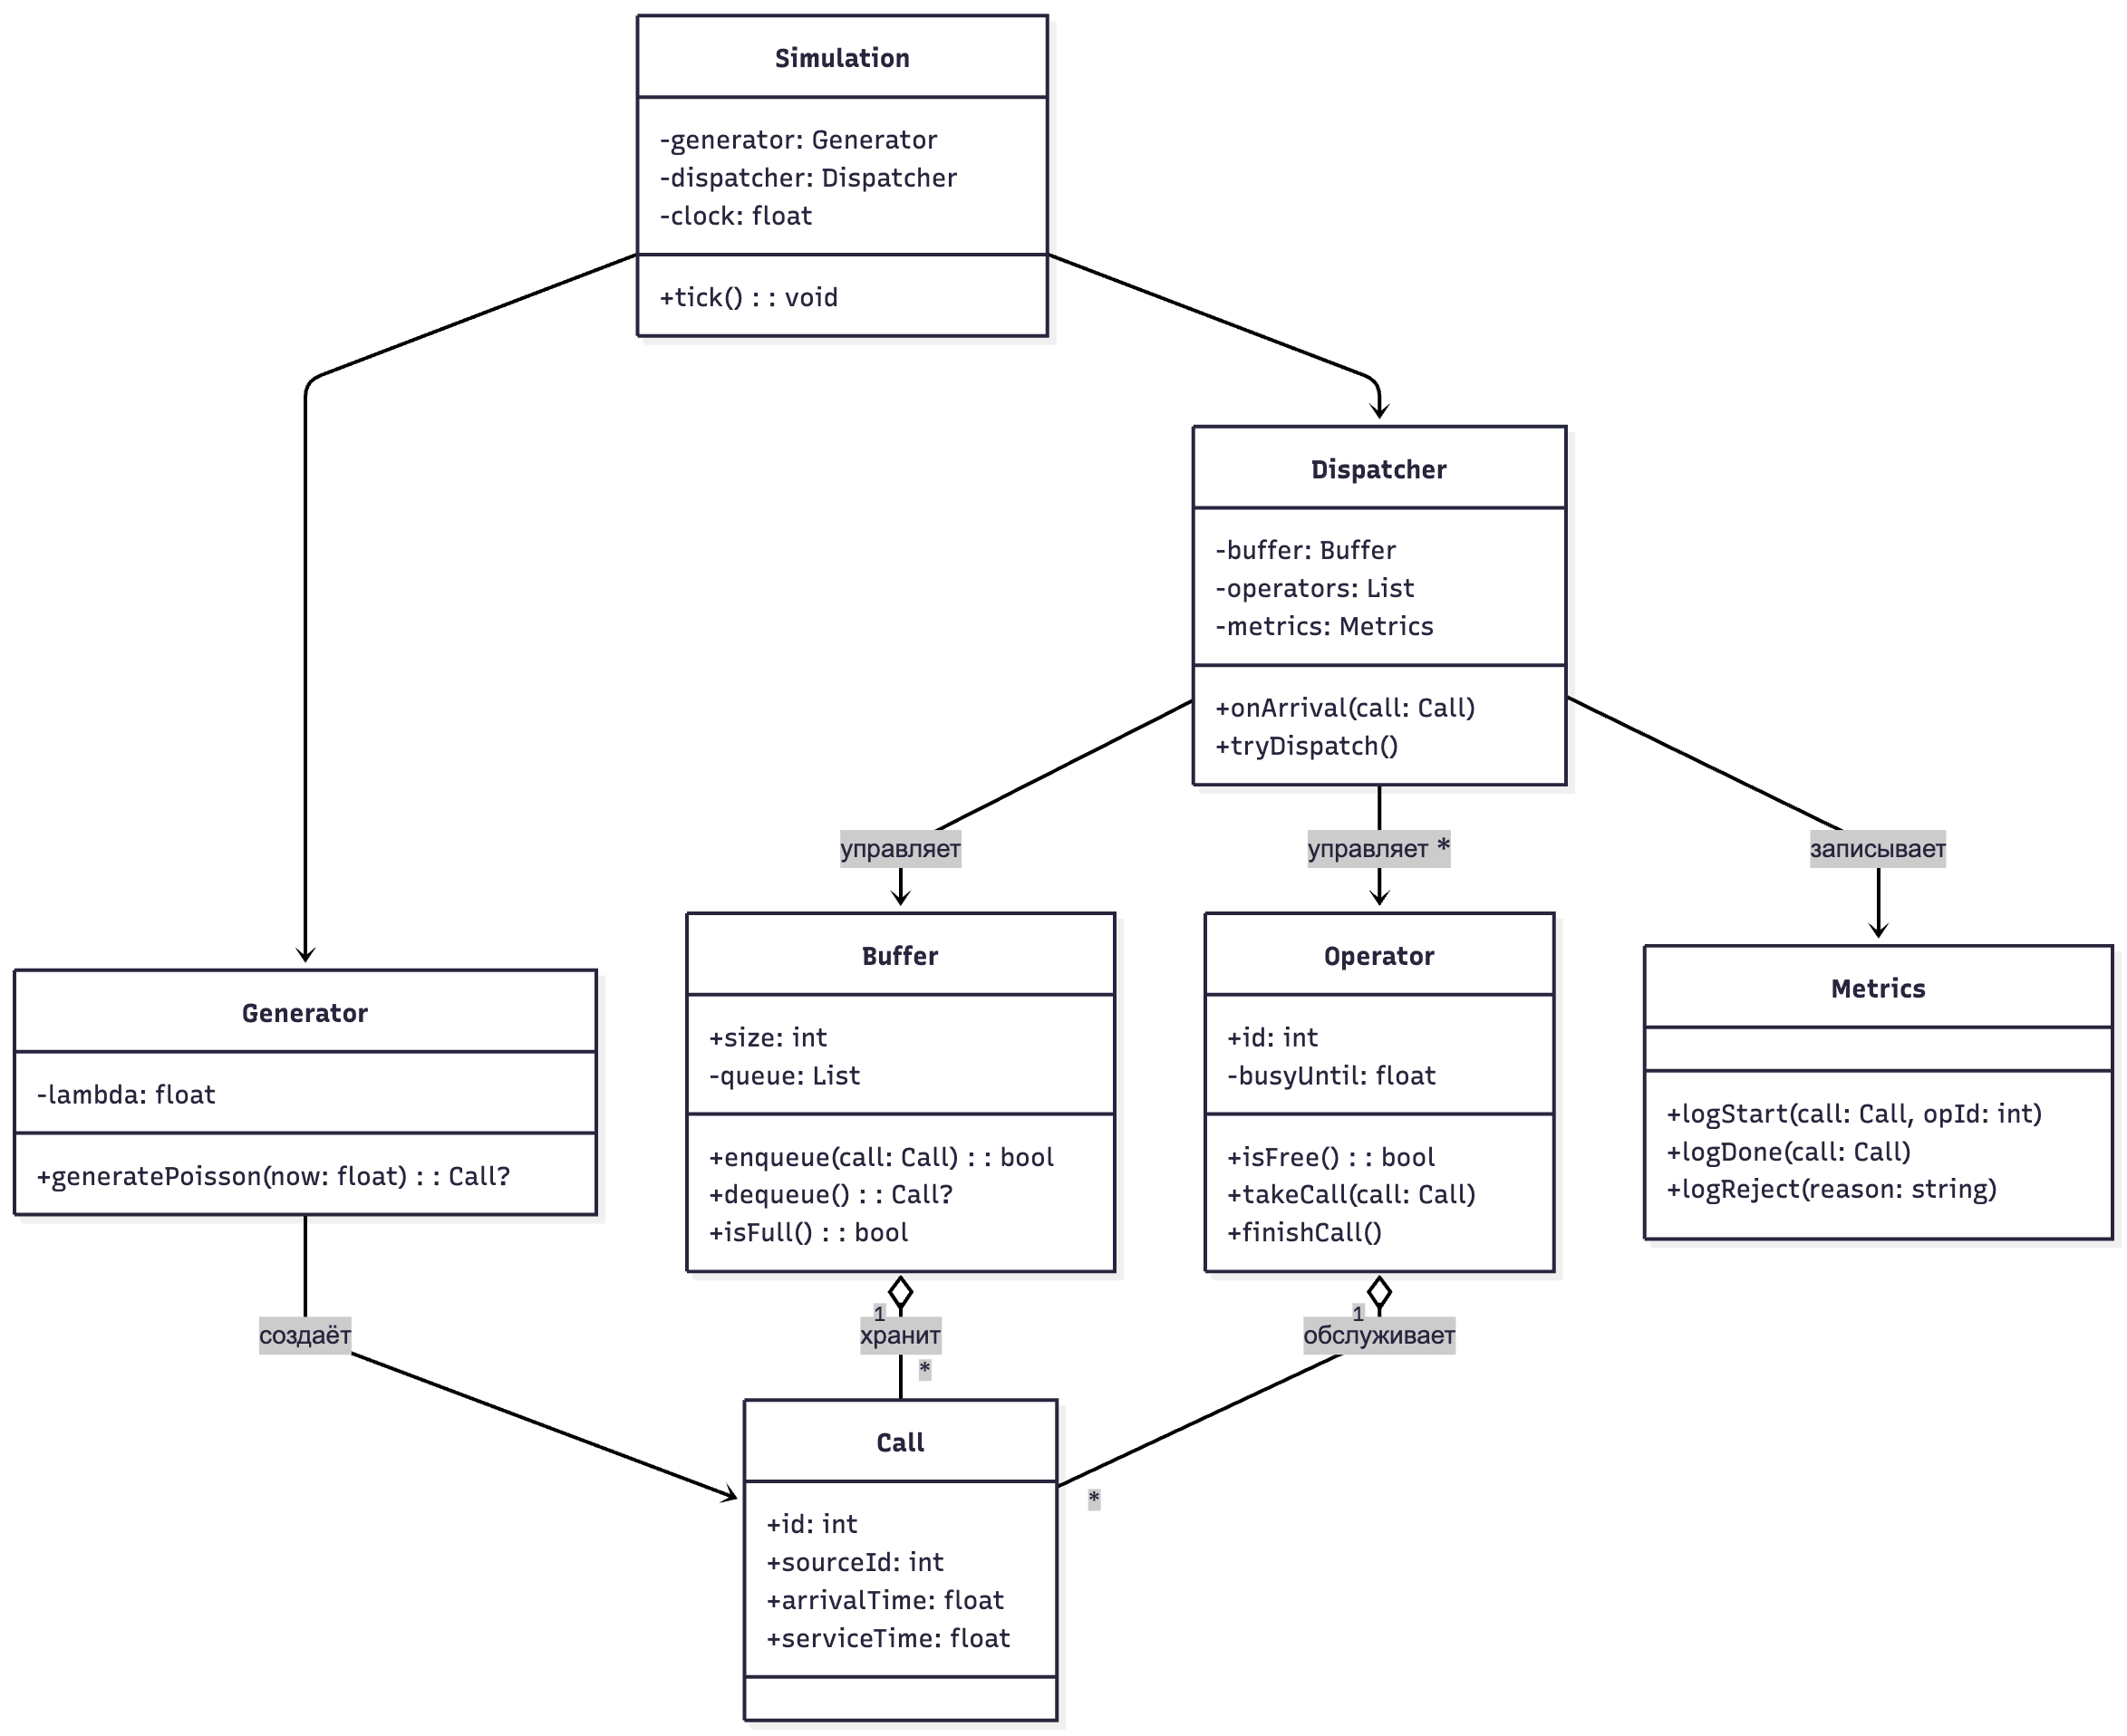 Simulation
-generator: Generator
-dispatcher: Dispatcher
-clock: float
+tick() : : void
Dispatcher
-buffer: Buffer
-operators: List
-metrics: Metrics
+onArrival(call: Call)
+tryDispatch()
управляет
управляет *
записывает
Generator
-lambda: float
+generatePoisson(now: float) : : Call?
Buffer
+size: int
-queue: List
+enqueue(call: Call) : : bool
+dequeue() : : Call?
+isFull() : : bool
Operator
+id: int
-busyUntil: float
+isFree() : : bool
+takeCall(call: Call)
+finishCall()
Metrics
+logStart(call: Call, opId: int)
+logDone(call: Call)
+logReject(reason: string)
создаёт
1
хранит
*
1
обслуживает
*
Call
+id: int
+sourceId: int
+arrivalTime: float
+serviceTime: float